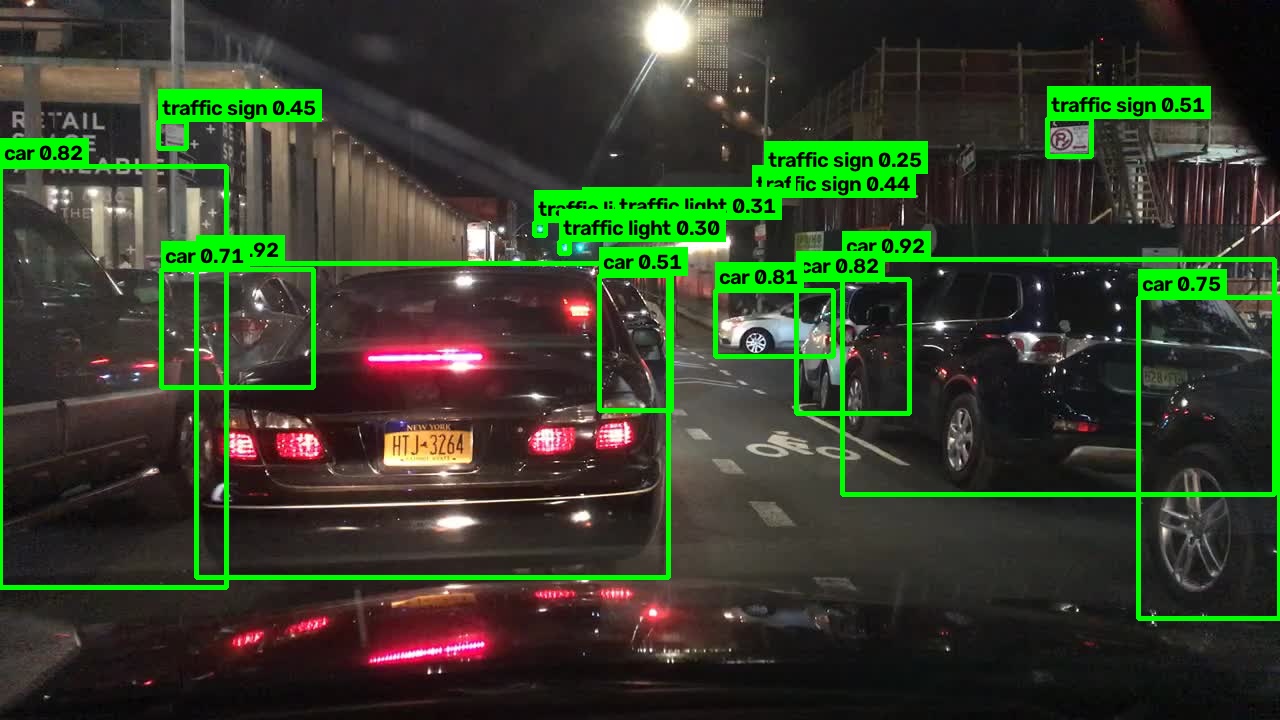 traffic sign 0.45
traffic sign 0.51
RETAIL
AVAILABLE
car 0.82
traffic sign 0.25
traffic sign 0.44
traffic light 0.31
traffic light 0.30
car 0.71
.92
car 0.51
car 0.92
car 0.82
car 0.81
car 0.75
NEW YORK
HTJ 3264